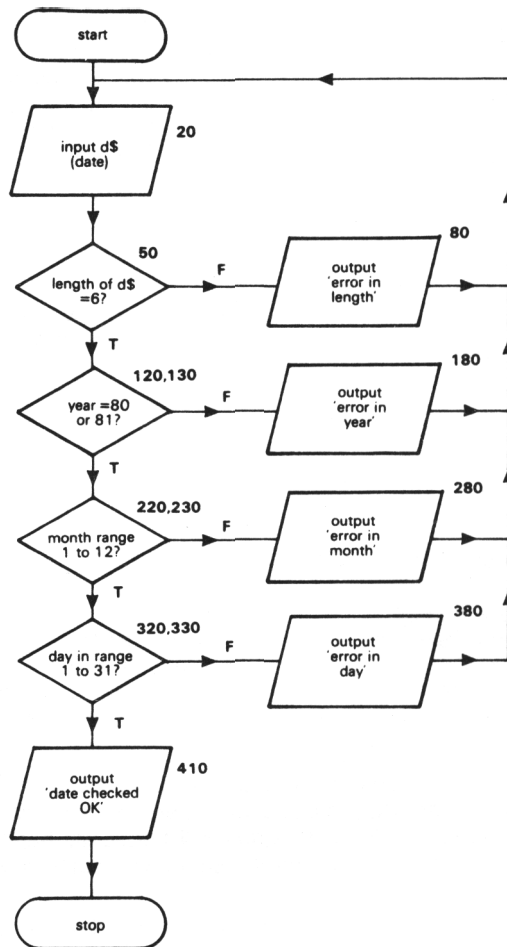 start
input d$
(date)
20
50
length of d$
=6?
F
80
output
'error in
length'
T
120,130
year =80
or 81?
F
180
output
'error in
year'
T
220,230
month range
1 to 12?
F
280
output
'error in
month'
T
320,330
day in range
1 to 31?
F
380
output
'error in
day'
T
410
output
'date checked
OK'
stop